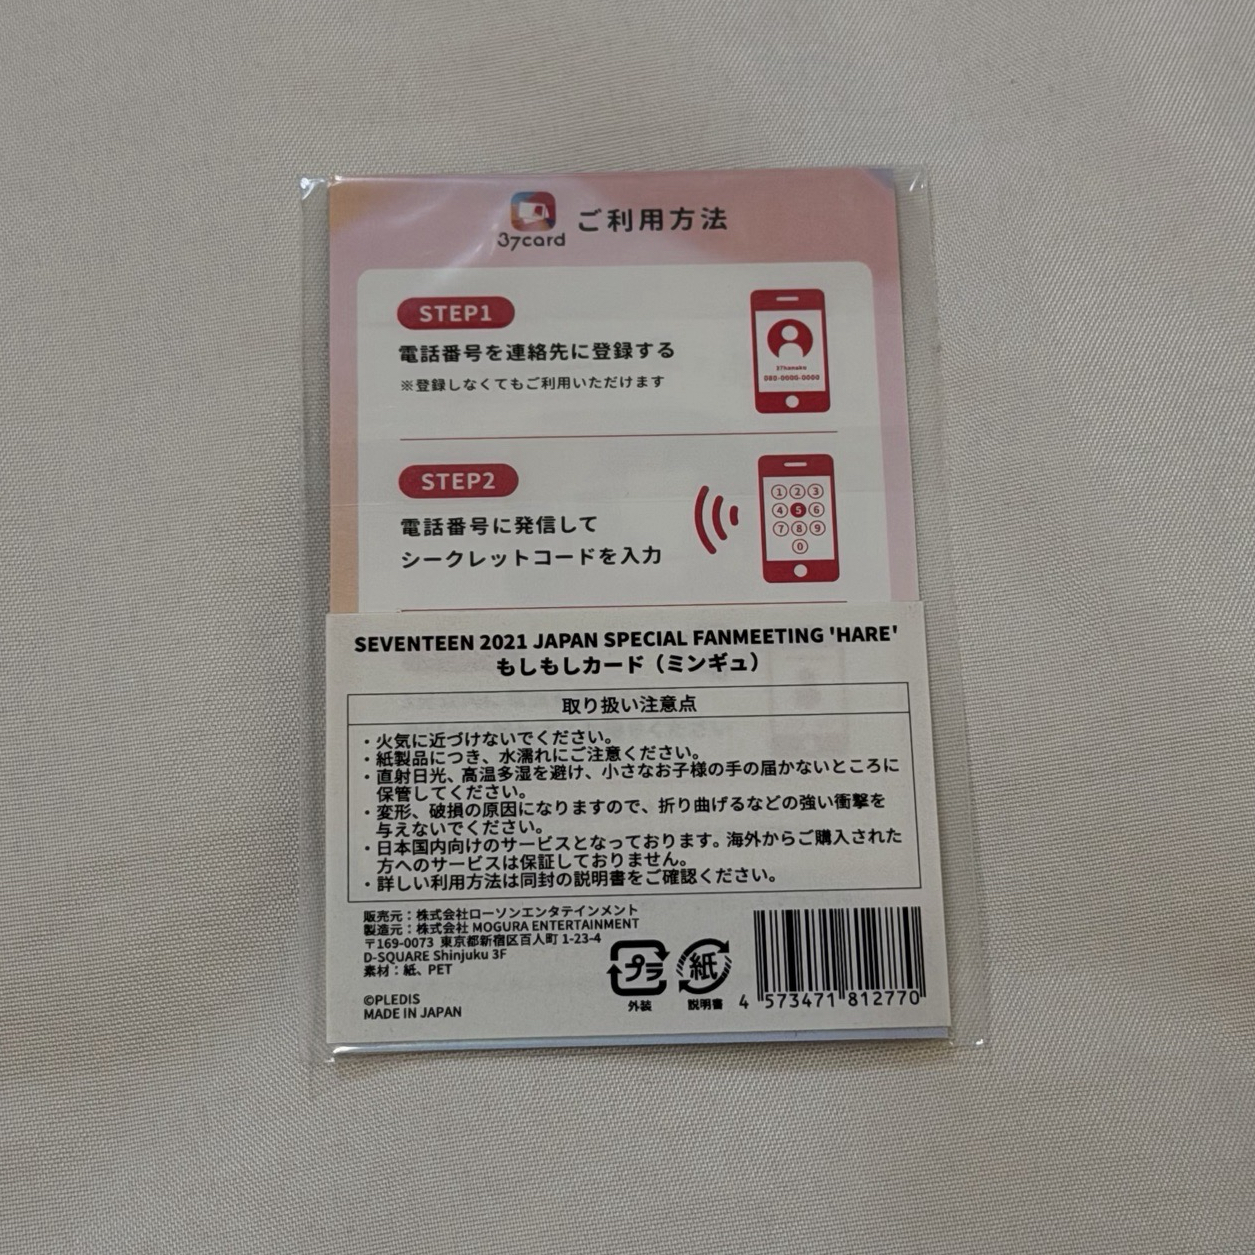 37card
ご利用方法
STEP1
電話番号を連絡先に登録する
※登録しなくてもご利用いただけます
37hanako
080-0000-0000
STEP2
電話番号に発信して
シークレットコードを入力
1 2 3
4 5 6
7 8 9
0
SEVENTEEN 2021 JAPAN SPECIAL FANMEETING 'HARE'
もしもしカード（ミンギュ）
取り扱い注意点
・火気に近づけないでください。
・紙製品につき、水濡れにご注意ください。
・直射日光、高温多湿を避け、小さなお子様の手の届かないところに
保管してください。
・変形、破損の原因になりますので、折り曲げるなどの強い衝撃を
与えないでください。
・日本国内向けのサービスとなっております。海外からご購入された
方へのサービスは保証しておりません。
・詳しい利用方法は同封の説明書をご確認ください。
販売元：株式会社ローソンエンタテインメント
製造元：株式会社 MOGURA ENTERTAINMENT
〒169-0073 東京都新宿区百人町 1-23-4
D-SQUARE Shinjuku 3F
素材：紙、PET
©PLEDIS
MADE IN JAPAN
プラ
外装
紙
説明書
4 573471 812770